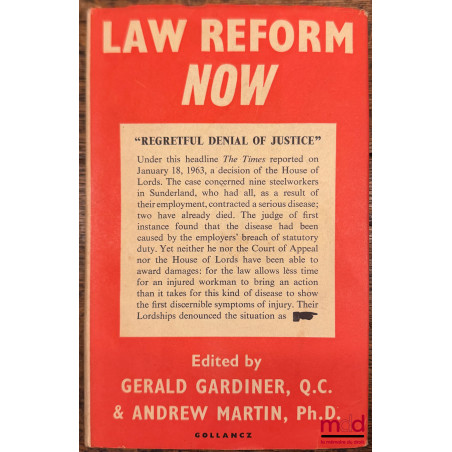 LAW REFORM
NOW
"REGRETFUL DENIAL OF JUSTICE"
Under this headline The Times reported on
January 18, 1963, a decision of the House of
Lords. The case concerned nine steelworkers
in Sunderland, who had all, as a result of
their employment, contracted a serious disease;
two have already died. The judge of first
instance found that the disease had been
caused by the employers' breach of statutory
duty. Yet neither he nor the Court of Appeal
nor the House of Lords have been able to
award damages: for the law allows less time
for an injured workman to bring an action
than it takes for this kind of disease to show
the first discernible symptoms of injury. Their
Lordships denounced the situation as
Edited by
GERALD GARDINER, Q.C.
& ANDREW MARTIN, Ph.D.
GOLLANCZ